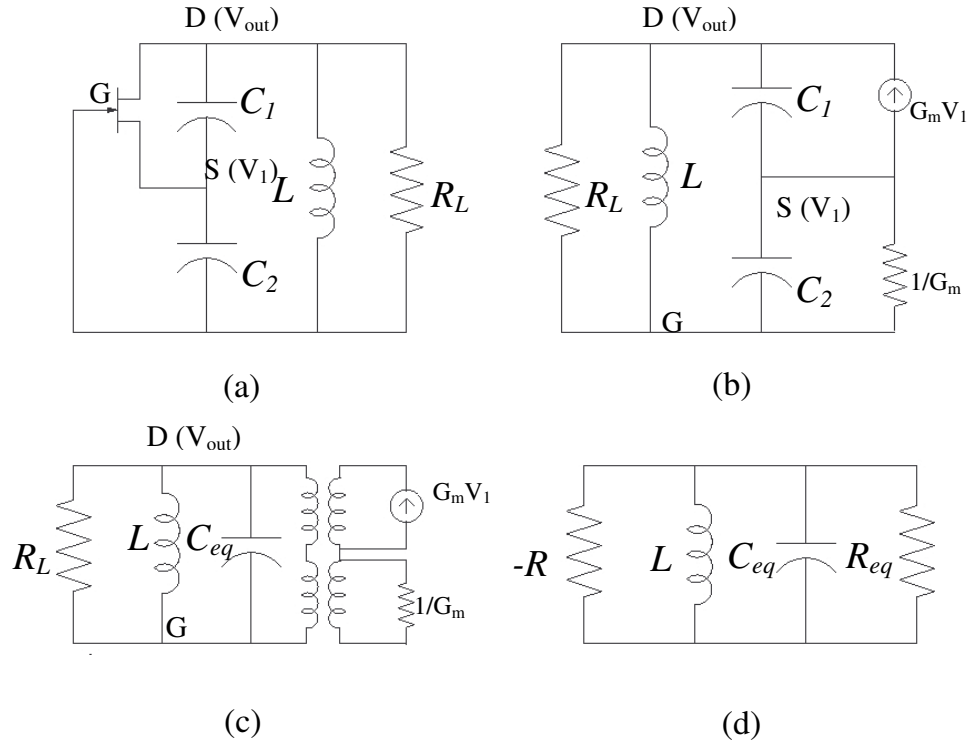 D (Vout)
G
C1
S (V1)
L
RL
C2
(a)
D (Vout)
C1
GmV1
RL
L
S (V1)
C2
1/Gm
G
(b)
D (Vout)
GmV1
RL
L
Ceq
1/Gm
G
(c)
-R
L
Ceq
Req
(d)